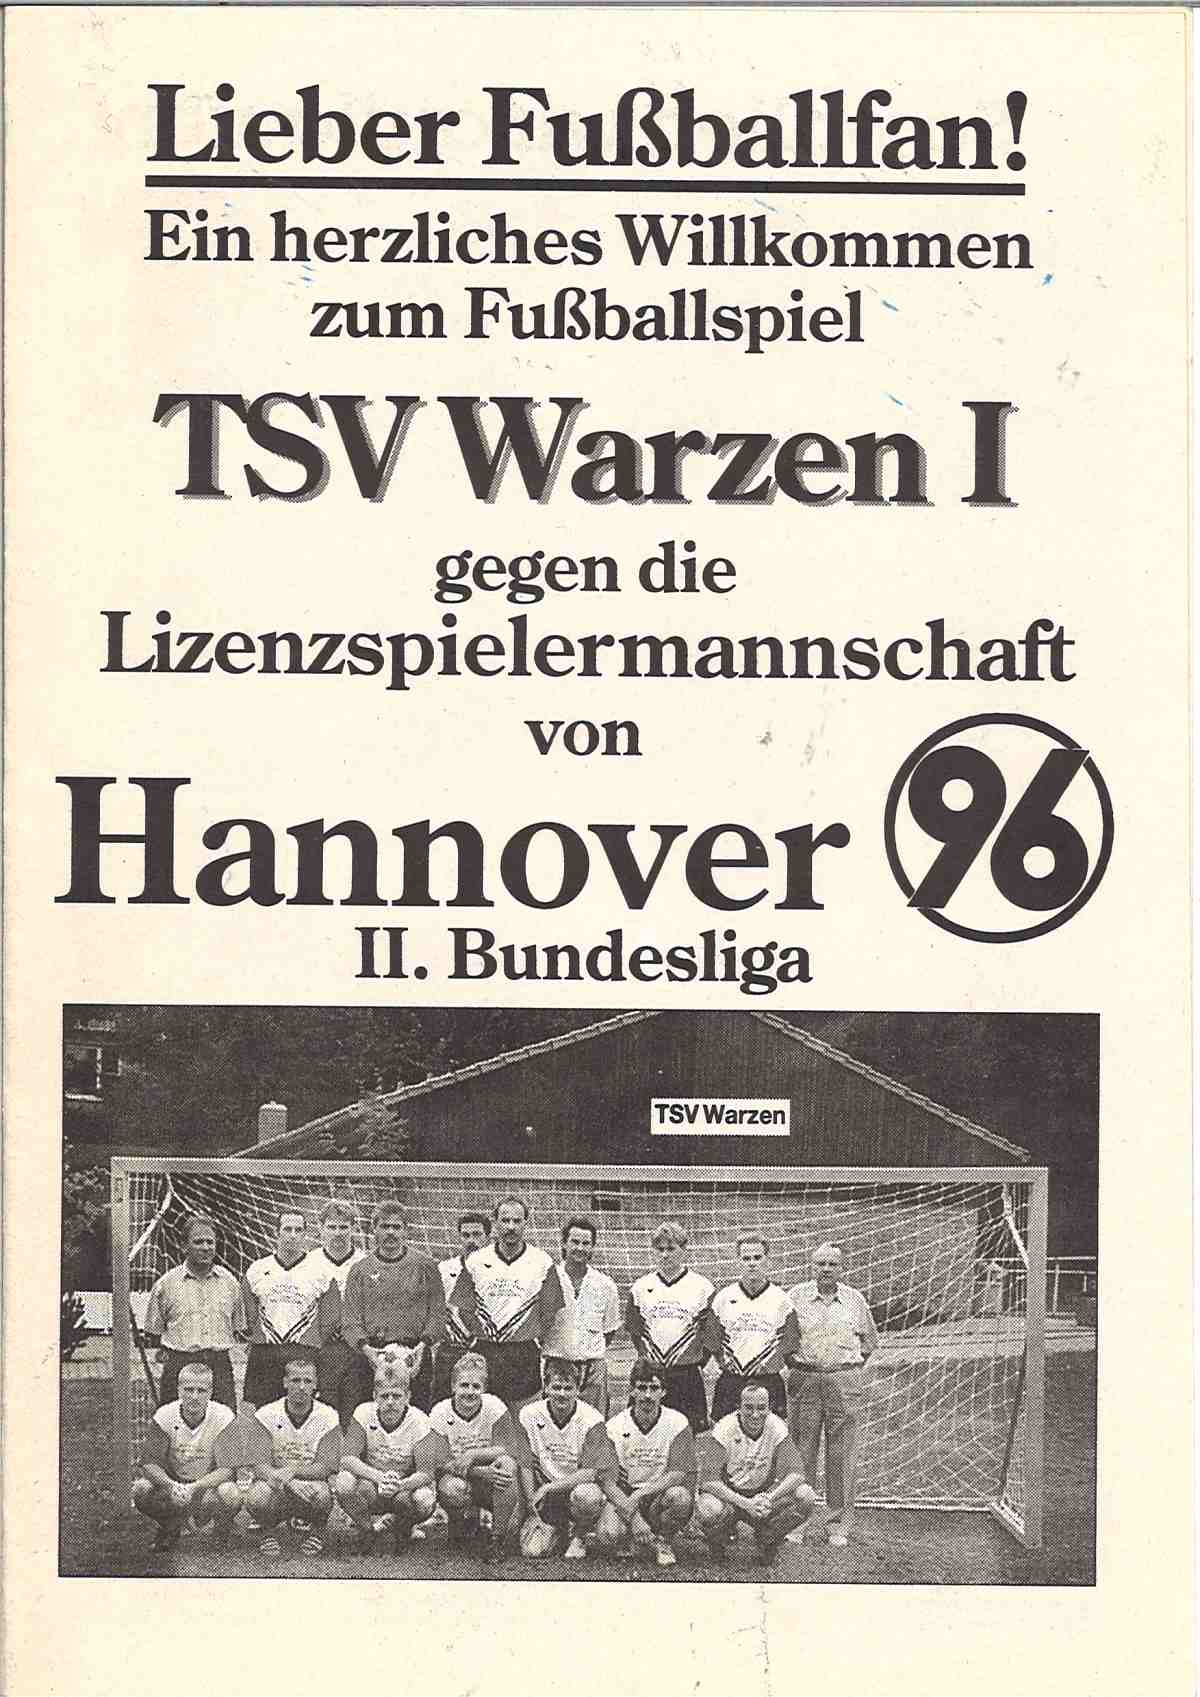 Lieber Fußballfan!
Ein herzliches Willkommen
zum Fußballspiel
TSV Warzen I
gegen die
Lizenzspielermannschaft
von
Hannover 96
II. Bundesliga
TSV Warzen